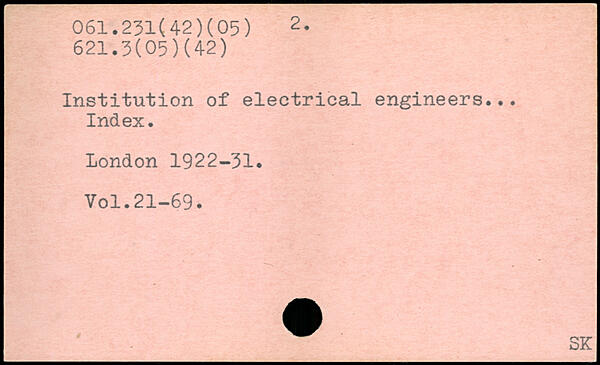 061.231(42)(05) 2.
621.3(05)(42)
Institution of electrical engineers...
Index.
London 1922-31.
Vol.21-69.
SK